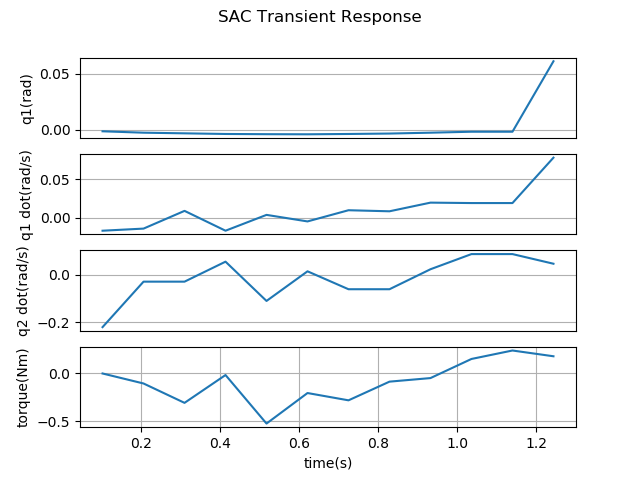 SAC Transient Response
q1(rad)
0.05
0.00
q1 dot(rad/s)
0.05
0.00
q2 dot(rad/s)
0.0
−0.2
torque(Nm)
0.0
−0.5
0.2 0.4 0.6 0.8 1.0 1.2
time(s)